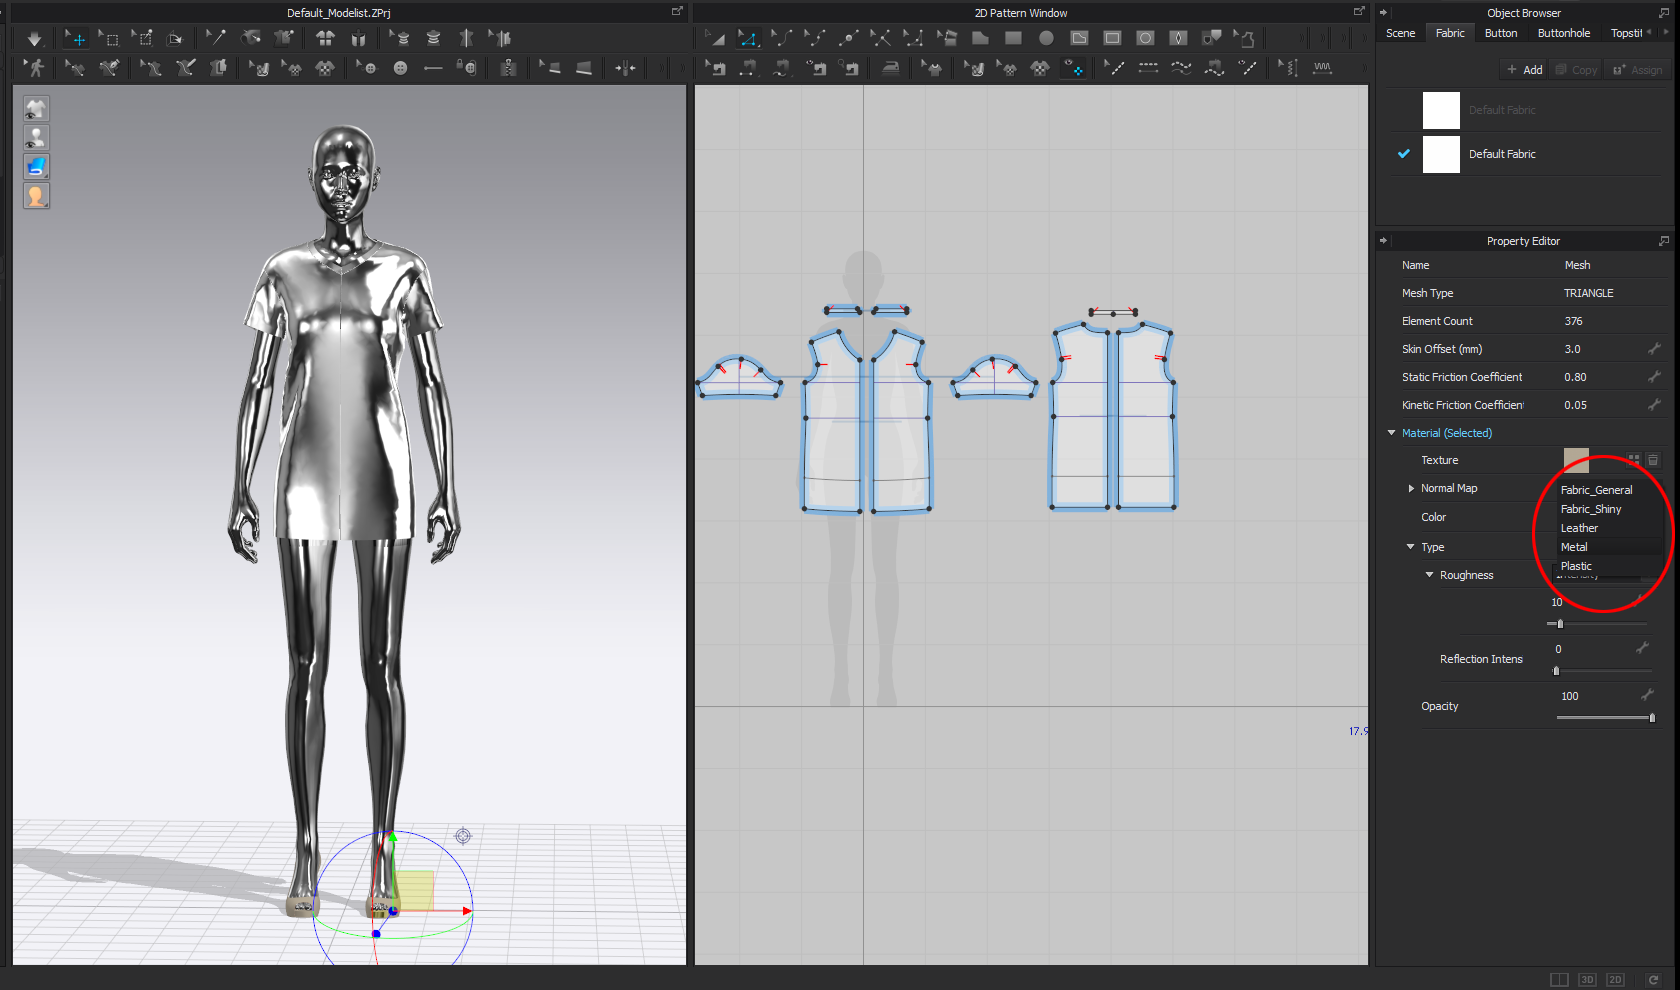 Default_Modelist.ZPrj
2D Pattern Window
Object Browser
Scene Fabric Button Buttonhole Topstit
+ Add Copy Assign
Default Fabric
Default Fabric
Property Editor
Name Mesh
Mesh Type TRIANGLE
Element Count 376
Skin Offset (mm) 3.0
Static Friction Coefficient 0.80
Kinetic Friction Coefficien 0.05
Material (Selected)
Texture
Normal Map
Fabric_General
Fabric_Shiny
Color
Leather
Type
Metal
Plastic
Roughness Intensity
10
0
Reflection Intens
100
Opacity
17.9
3D 2D